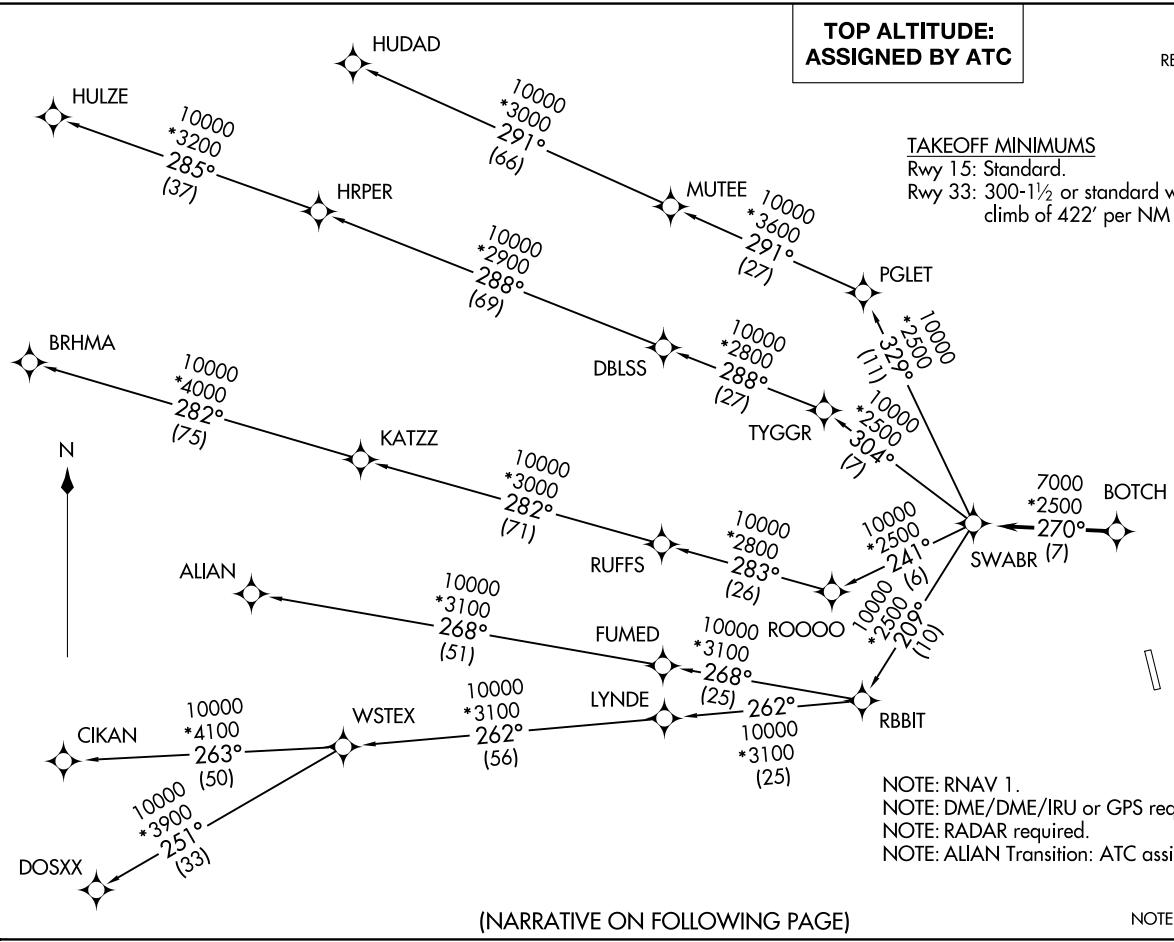 TOP ALTITUDE:
ASSIGNED BY ATC
HUDAD
HULZE
10000
*3000
291°
(66)
10000
*3200
285°
(37)
TAKEOFF MINIMUMS
Rwy 15: Standard.
Rwy 33: 300-1½ or standard w
climb of 422' per NM
MUTEE
HRPER
10000
*3600
291°
(27)
10000
*2900
288°
(69)
PGLET
10000
*2500
329°
(11)
BRHMA
10000
*4000
282°
(75)
DBLSS
10000
*2800
288°
(27)
TYGGR
10000
*2500
304°
(7)
N
KATZZ
10000
*3000
282°
(71)
7000
*2500
270°
(7)
BOTCH
SWABR
RUFFS
10000
*2800
283°
(26)
10000
*2500
241°
(6)
ROOOO
10000
*2500
209°
(10)
ALIAN
10000
*3100
268°
(51)
FUMED
10000
*3100
268°
(25)
RBBIT
LYNDE
262°
10000
*3100
(25)
WSTEX
10000
*3100
262°
(56)
CIKAN
10000
*4100
263°
(50)
10000
*3900
251°
(33)
DOSXX
NOTE: RNAV 1.
NOTE: DME/DME/IRU or GPS req
NOTE: RADAR required.
NOTE: ALIAN Transition: ATC assi
(NARRATIVE ON FOLLOWING PAGE)
NOTE